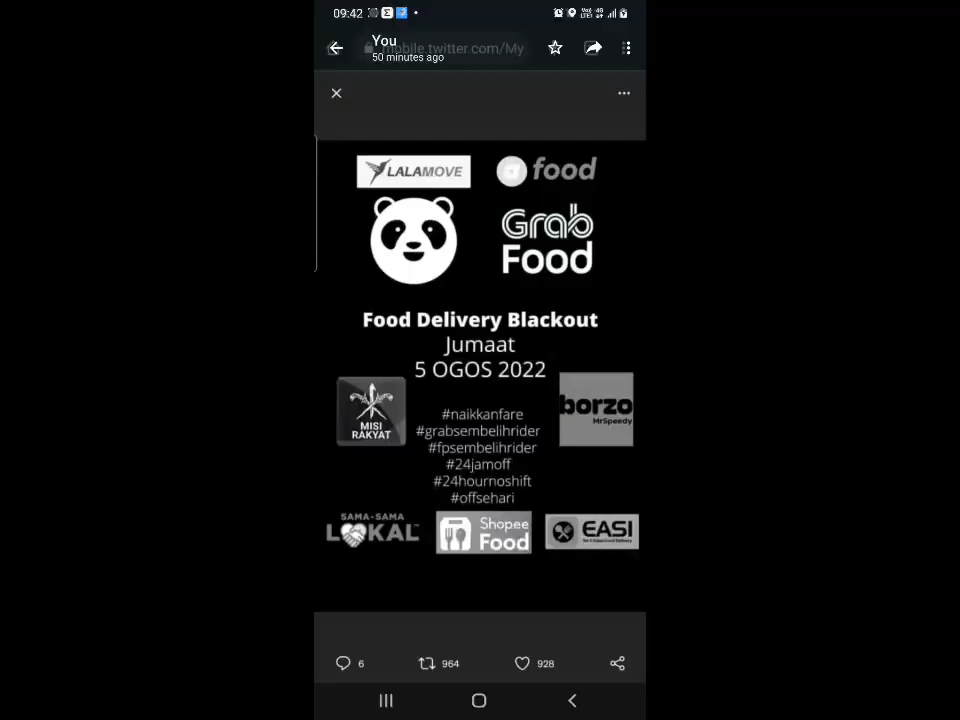 09:42
You
mobile.twitter.com/My
50 minutes ago
LALAMOVE
food
Grab
Food
Food Delivery Blackout
Jumaat
5 OGOS 2022
MISI
RAKYAT
borzo
MrSpeedy
#naikkanfare
#grabsembelihrider
#fpsembelihrider
#24jamoff
#24hournoshift
#offsehari
SAMA-SAMA
LOKAL
Shopee
Food
EASI
6
964
928